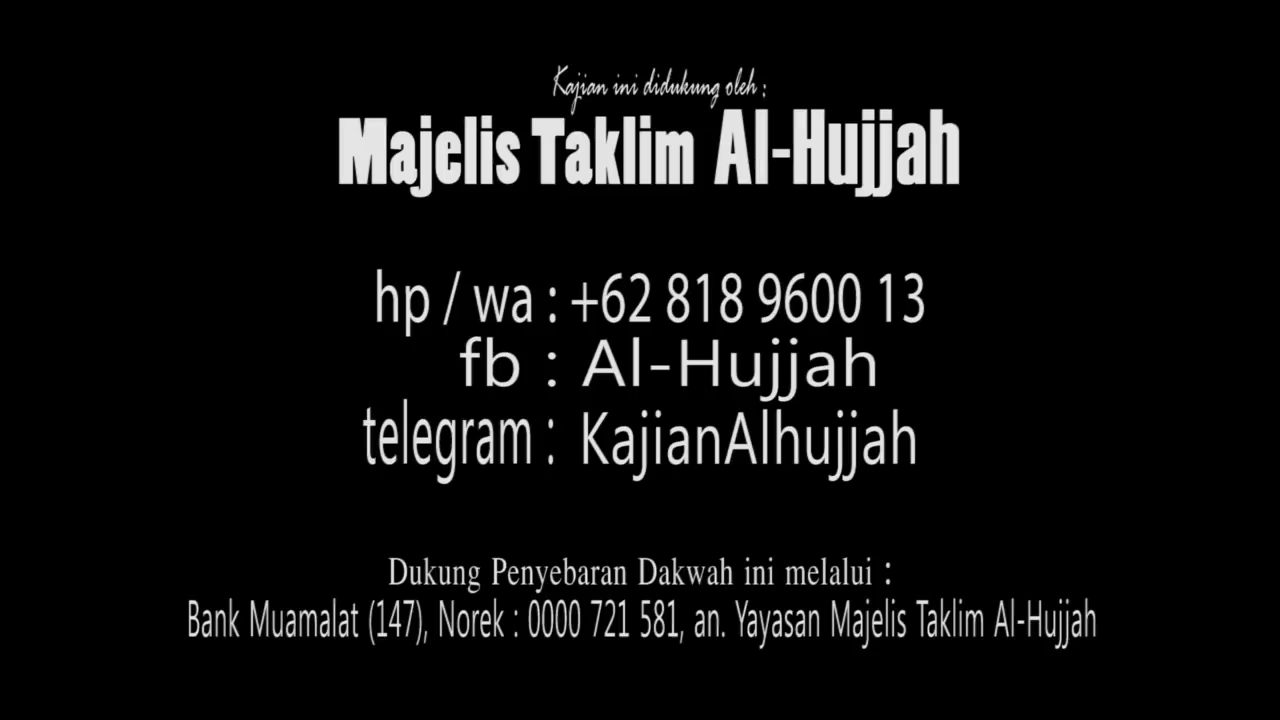 Kajian ini didukung oleh :
Majelis Taklim Al-Hujjah
hp / wa : +62 818 9600 13
fb : Al-Hujjah
telegram : KajianAlhujjah
Dukung Penyebaran Dakwah ini melalui :
Bank Muamalat (147), Norek : 0000 721 581, an. Yayasan Majelis Taklim Al-Hujjah